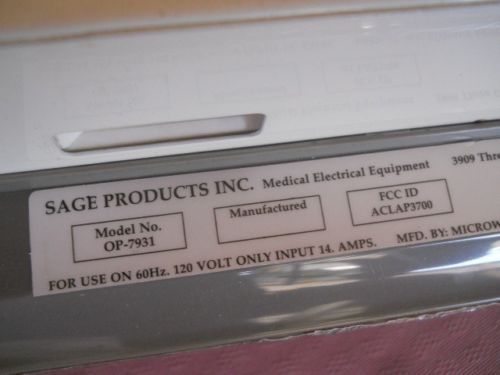 SAGE PRODUCTS INC. Medical Electrical Equipment 3909 Thre
Model No.
OP-7931
Manufactured
FCC ID
ACLAP3700
FOR USE ON 60Hz. 120 VOLT ONLY INPUT 14. AMPS. MFD. BY: MICROW